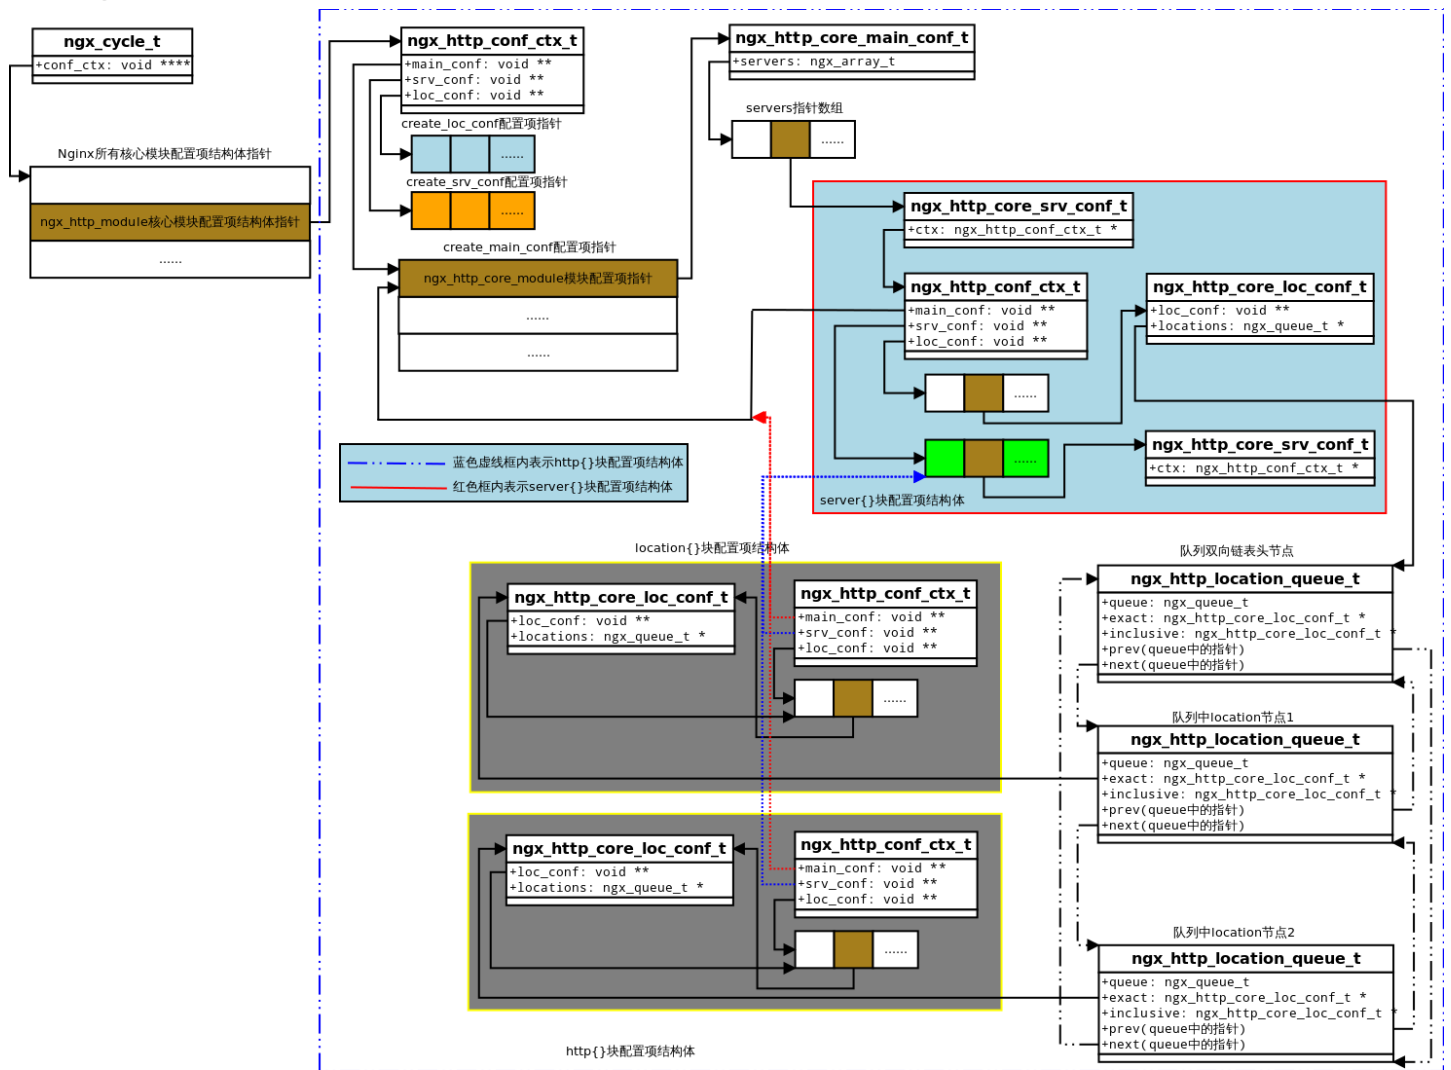 ngx_cycle_t
+conf_ctx: void ****
Nginx所有核心模块配置项结构体指针
ngx_http_module核心模块配置项结构体指针
......
ngx_http_conf_ctx_t
+main_conf: void **
+srv_conf: void **
+loc_conf: void **
create_loc_conf配置项指针
......
create_srv_conf配置项指针
......
create_main_conf配置项指针
ngx_http_core_module模块配置项指针
......
......
ngx_http_core_main_conf_t
+servers: ngx_array_t
servers指针数组
......
ngx_http_core_srv_conf_t
+ctx: ngx_http_conf_ctx_t *
ngx_http_conf_ctx_t
+main_conf: void **
+srv_conf: void **
+loc_conf: void **
......
......
ngx_http_core_loc_conf_t
+loc_conf: void **
+locations: ngx_queue_t *
ngx_http_core_srv_conf_t
+ctx: ngx_http_conf_ctx_t *
server{}块配置项结构体
蓝色虚线框内表示http{}块配置项结构体
红色框内表示server{}块配置项结构体
location{}块配置项结构体
ngx_http_core_loc_conf_t
+loc_conf: void **
+locations: ngx_queue_t *
ngx_http_conf_ctx_t
+main_conf: void **
+srv_conf: void **
+loc_conf: void **
......
ngx_http_core_loc_conf_t
+loc_conf: void **
+locations: ngx_queue_t *
ngx_http_conf_ctx_t
+main_conf: void **
+srv_conf: void **
+loc_conf: void **
......
队列双向链表头节点
ngx_http_location_queue_t
+queue: ngx_queue_t
+exact: ngx_http_core_loc_conf_t *
+inclusive: ngx_http_core_loc_conf_t *
+prev(queue中的指针)
+next(queue中的指针)
队列中location节点1
ngx_http_location_queue_t
+queue: ngx_queue_t
+exact: ngx_http_core_loc_conf_t *
+inclusive: ngx_http_core_loc_conf_t *
+prev(queue中的指针)
+next(queue中的指针)
队列中location节点2
ngx_http_location_queue_t
+queue: ngx_queue_t
+exact: ngx_http_core_loc_conf_t *
+inclusive: ngx_http_core_loc_conf_t *
+prev(queue中的指针)
+next(queue中的指针)
http{}块配置项结构体